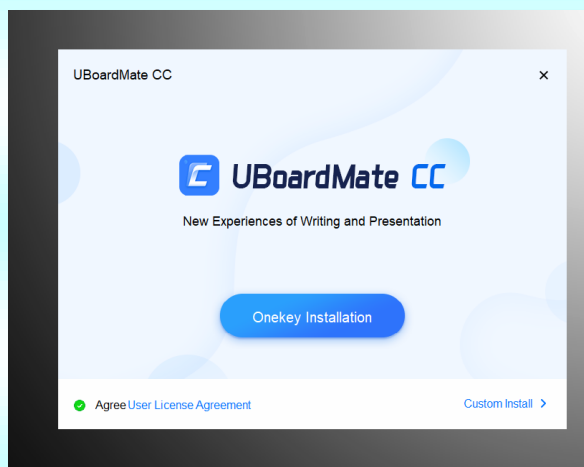 UBoardMate CC
UBoardMate CC
New Experiences of Writing and Presentation
Onekey Installation
Agree User License Agreement
Custom Install